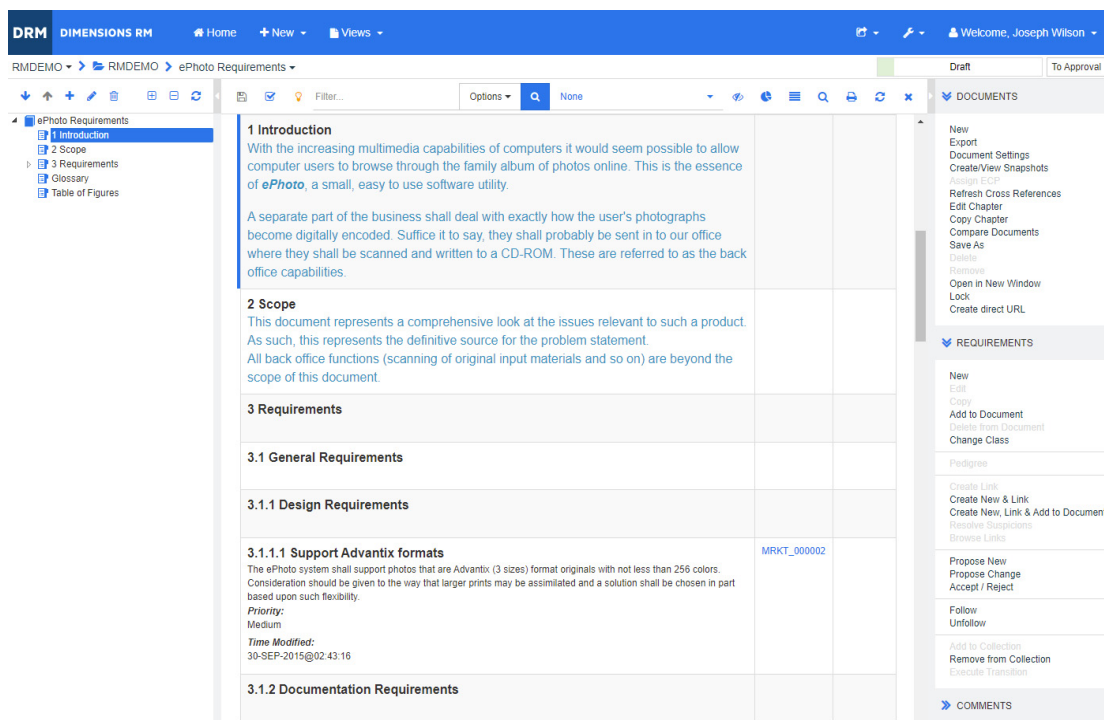 DRM DIMENSIONS RM Home New Views Welcome, Joseph Wilson
RMDEMO RMDEMO ePhoto Requirements Draft To Approval
Filter... Options None
ePhoto Requirements
1 Introduction
2 Scope
3 Requirements
Glossary
Table of Figures
1 Introduction
With the increasing multimedia capabilities of computers it would seem possible to allow
computer users to browse through the family album of photos online. This is the essence
of ePhoto, a small, easy to use software utility.
A separate part of the business shall deal with exactly how the user's photographs
become digitally encoded. Suffice it to say, they shall probably be sent in to our office
where they shall be scanned and written to a CD-ROM. These are referred to as the back
office capabilities.
2 Scope
This document represents a comprehensive look at the issues relevant to such a product.
As such, this represents the definitive source for the problem statement.
All back office functions (scanning of original input materials and so on) are beyond the
scope of this document.
3 Requirements
3.1 General Requirements
3.1.1 Design Requirements
3.1.1.1 Support Advantix formats MRKT_000002
The ePhoto system shall support photos that are Advantix (3 sizes) format originals with not less than 256 colors.
Consideration should be given to the way that larger prints may be assimilated and a solution shall be chosen in part
based upon such flexibility.
Priority:
Medium
Time Modified:
30-SEP-2015@02:43:16
3.1.2 Documentation Requirements
DOCUMENTS
New
Export
Document Settings
Create/View Snapshots
Assign ECP
Refresh Cross References
Edit Chapter
Copy Chapter
Compare Documents
Save As
Delete
Remove
Open in New Window
Lock
Create direct URL
REQUIREMENTS
New
Edit
Copy
Add to Document
Delete from Document
Change Class
Pedigree
Create Link
Create New & Link
Create New, Link & Add to Document
Resolve Suspicions
Browse Links
Propose New
Propose Change
Accept / Reject
Follow
Unfollow
Add to Collection
Remove from Collection
Execute Transition
COMMENTS